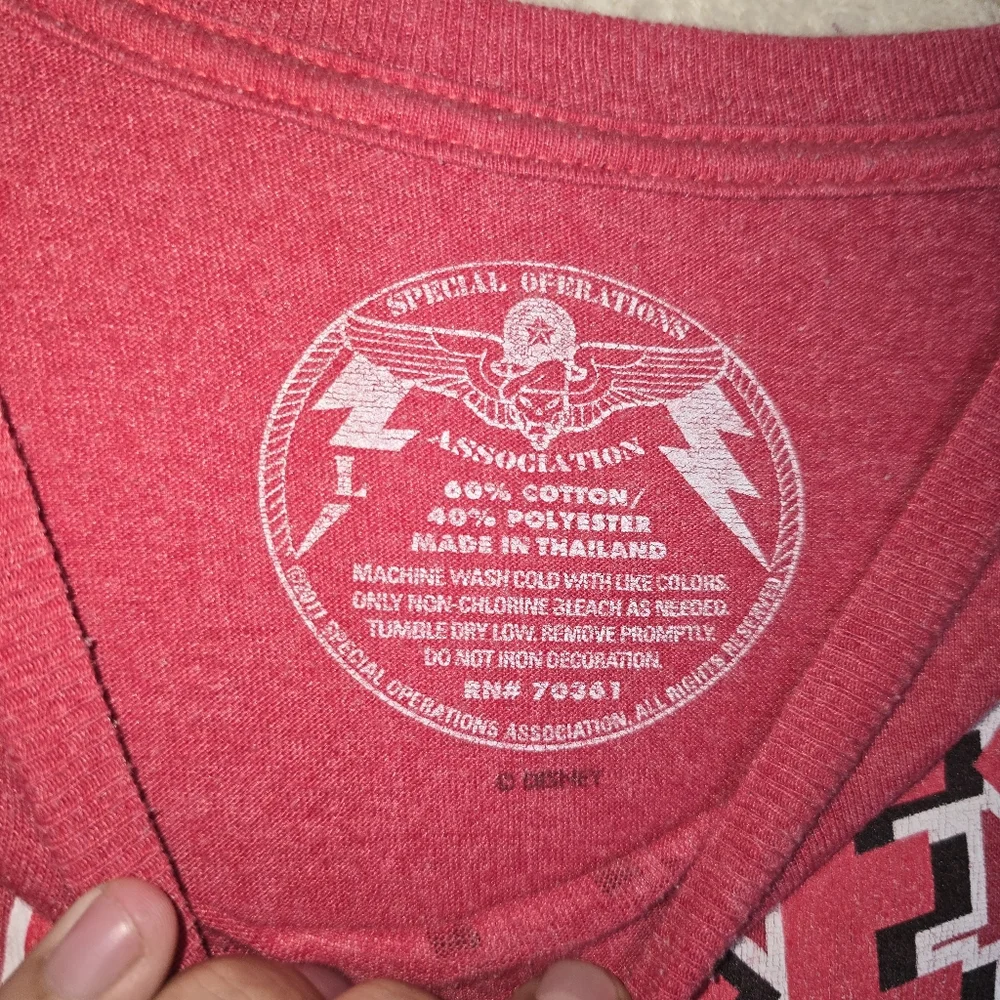 SPECIAL OPERATIONS
ASSOCIATION
L
60% COTTON/
40% POLYESTER
MADE IN THAILAND
MACHINE WASH COLD WITH LIKE COLORS.
ONLY NON-CHLORINE BLEACH AS NEEDED.
TUMBLE DRY LOW. REMOVE PROMPTLY.
DO NOT IRON DECORATION.
RN# 70361
©2011 SPECIAL OPERATIONS ASSOCIATION. ALL RIGHTS RESERVED
© DISNEY